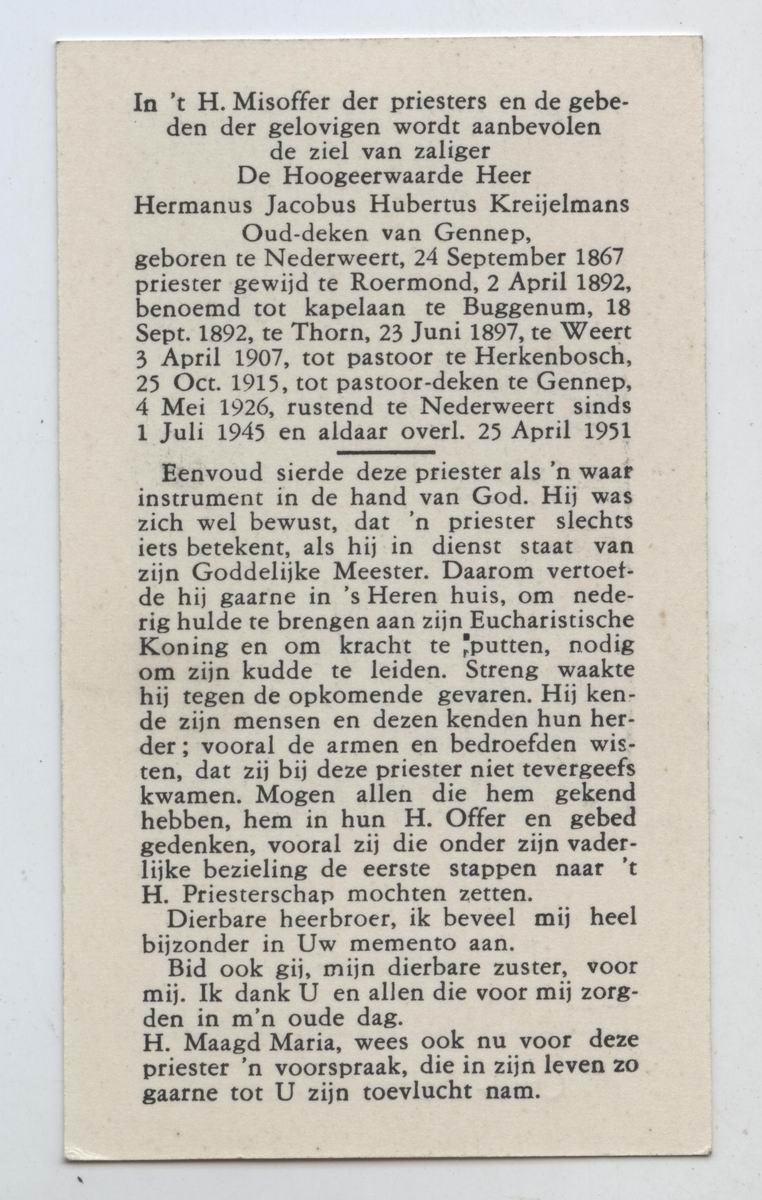 In 't H. Misoffer der priesters en de gebe-
den der gelovigen wordt aanbevolen
de ziel van zaliger
De Hoogeerwaarde Heer
Hermanus Jacobus Hubertus Kreijelmans
Oud-deken van Gennep,
geboren te Nederweert, 24 September 1867
priester gewijd te Roermond, 2 April 1892,
benoemd tot kapelaan te Buggenum, 18
Sept. 1892, te Thorn, 23 Juni 1897, te Weert
3 April 1907, tot pastoor te Herkenbosch,
25 Oct. 1915, tot pastoor-deken te Gennep,
4 Mei 1926, rustend te Nederweert sinds
1 Juli 1945 en aldaar overl. 25 April 1951
Eenvoud sierde deze priester als 'n waar
instrument in de hand van God. Hij was
zich wel bewust, dat 'n priester slechts
iets betekent, als hij in dienst staat van
zijn Goddelijke Meester. Daarom vertoef-
de hij gaarne in 's Heren huis, om nede-
rig hulde te brengen aan zijn Eucharistische
Koning en om kracht te putten, nodig
om zijn kudde te leiden. Streng waakte
hij tegen de opkomende gevaren. Hij ken-
de zijn mensen en dezen kenden hun her-
der; vooral de armen en bedroefden wis-
ten, dat zij bij deze priester niet tevergeefs
kwamen. Mogen allen die hem gekend
hebben, hem in hun H. Offer en gebed
gedenken, vooral zij die onder zijn vader-
lijke bezieling de eerste stappen naar 't
H. Priesterschap mochten zetten.
Dierbare heerbroer, ik beveel mij heel
bijzonder in Uw memento aan.
Bid ook gij, mijn dierbare zuster, voor
mij. Ik dank U en allen die voor mij zorg-
den in m'n oude dag.
H. Maagd Maria, wees ook nu voor deze
priester 'n voorspraak, die in zijn leven zo
gaarne tot U zijn toevlucht nam.